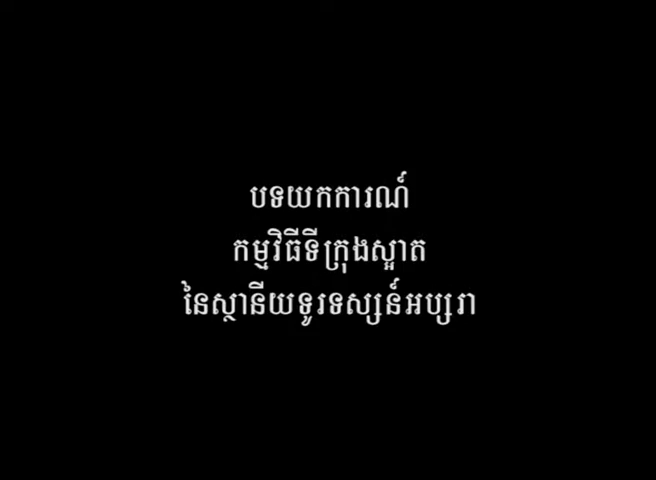 បទយកការណ៍
កម្មវិធីទីក្រុងស្អាត
នៃស្ថានីយទូរទស្សន៍អប្សរា